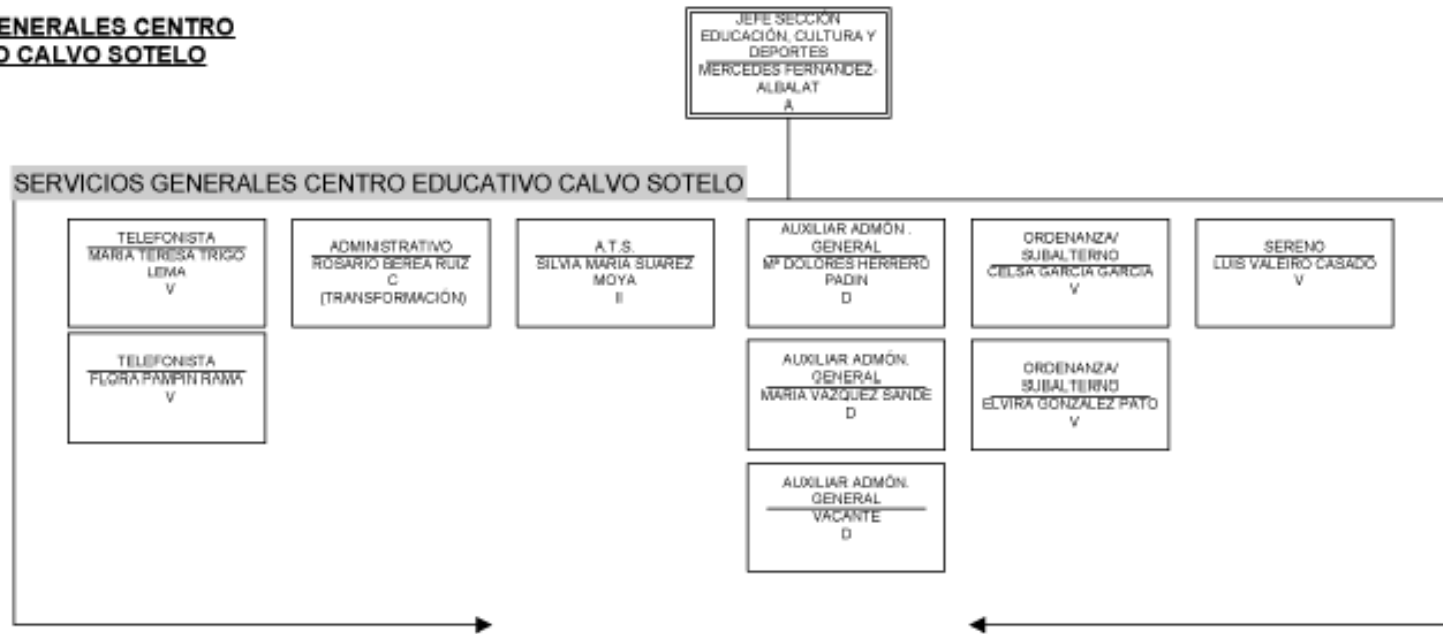 ENERALES CENTRO
O CALVO SOTELO
JEFE SECCIÓN
EDUCACIÓN, CULTURA Y
DEPORTES
MERCEDES FERNANDEZ-
ALBALAT
A
SERVICIOS GENERALES CENTRO EDUCATIVO CALVO SOTELO
TELEFONISTA
MARIA TERESA TRIGO
LEMA
V
ADMINISTRATIVO
ROSARIO BEREA RUIZ
C
(TRANSFORMACIÓN)
A.T.S.
SILVIA MARIA SUAREZ
MOYA
II
AUXILIAR ADMÓN.
GENERAL
Mª DOLORES HERRERO
PADIN
D
ORDENANZA/
SUBALTERNO
CELSA GARCIA GARCIA
V
SERENO
LUIS VALEIRO CASADO
V
TELEFONISTA
FLORA PAMPIN RAMA
V
AUXILIAR ADMÓN.
GENERAL
MARIA VAZQUEZ SANDE
D
ORDENANZA/
SUBALTERNO
ELVIRA GONZALEZ PATO
V
AUXILIAR ADMÓN.
GENERAL
VACANTE
D